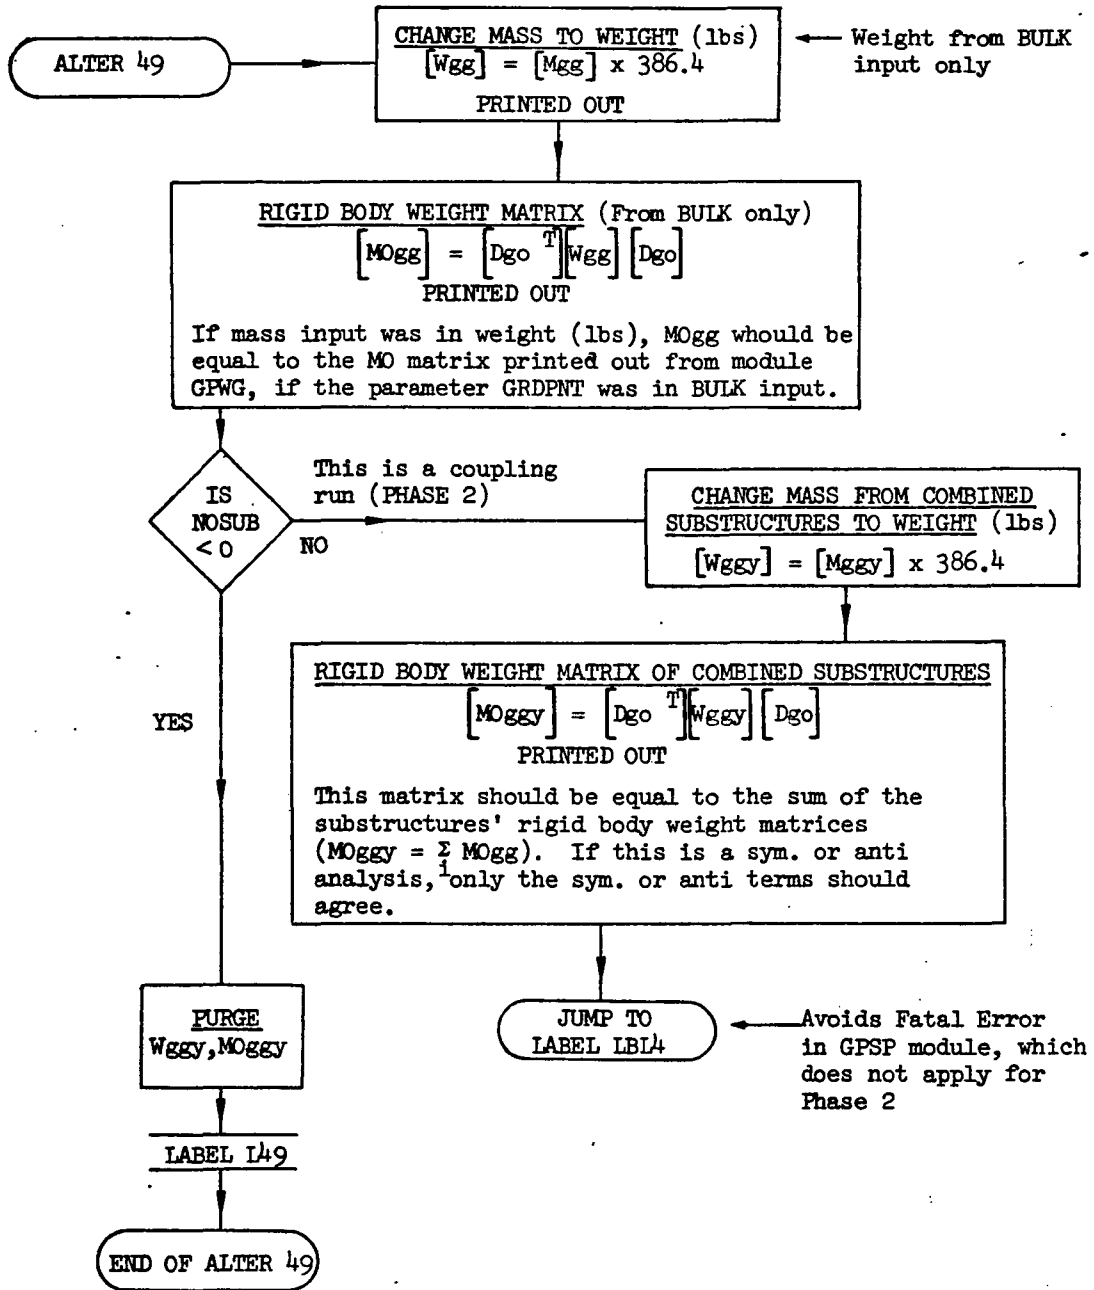 ALTER 49
CHANGE MASS TO WEIGHT (lbs)
[Wgg] = [Mgg] x 386.4
PRINTED OUT
Weight from BULK
input only
RIGID BODY WEIGHT MATRIX (From BULK only)
[MOgg] = [Dgo T][Wgg] [Dgo]
PRINTED OUT
If mass input was in weight (lbs), MOgg whould be
equal to the MO matrix printed out from module
GPWG, if the parameter GRDPNT was in BULK input.
IS
NOSUB
< 0
This is a coupling
run (PHASE 2)
NO
CHANGE MASS FROM COMBINED
SUBSTRUCTURES TO WEIGHT (lbs)
[Wggy] = [Mggy] x 386.4
RIGID BODY WEIGHT MATRIX OF COMBINED SUBSTRUCTURES
[MOggy] = [Dgo T][Wggy] [Dgo]
PRINTED OUT
This matrix should be equal to the sum of the
substructures' rigid body weight matrices
(MOggy = Σ MOgg). If this is a sym. or anti
i
analysis, only the sym. or anti terms should
agree.
YES
PURGE
Wggy,MOggy
JUMP TO
LABEL LBL4
Avoids Fatal Error
in GPSP module, which
does not apply for
Phase 2
LABEL L49
END OF ALTER 49